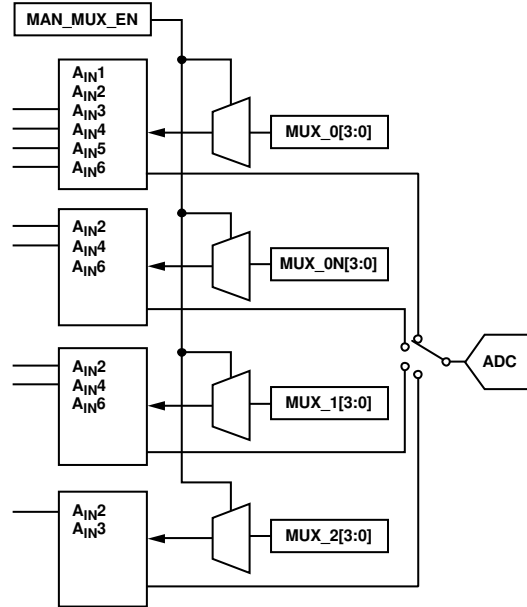 MAN_MUX_EN
AIN1
AIN2
AIN3
AIN4
AIN5
AIN6
MUX_0[3:0]
AIN2
AIN4
AIN6
MUX_0N[3:0]
ADC
AIN2
AIN4
AIN6
MUX_1[3:0]
AIN2
AIN3
MUX_2[3:0]